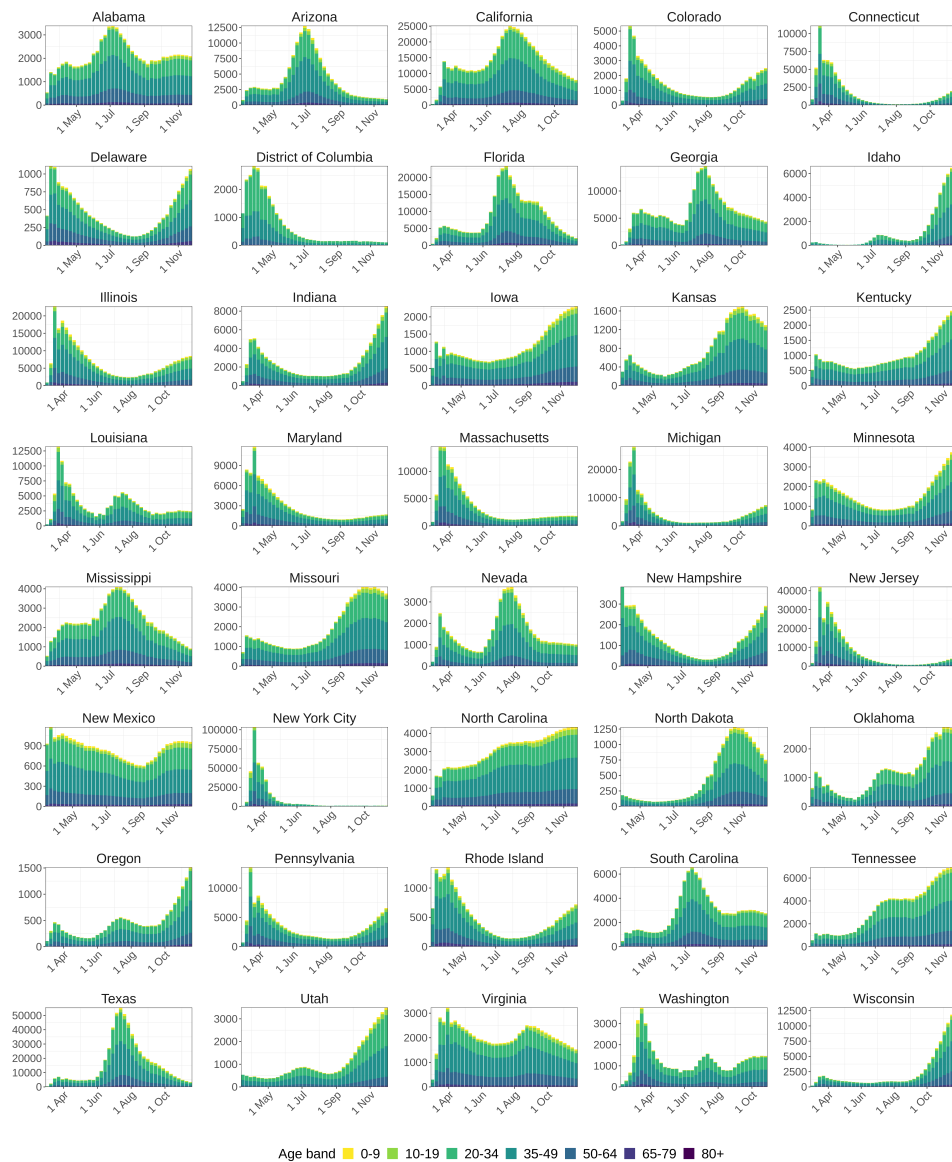 Alabama Arizona California Colorado Connecticut
3000 2000 1000 0
12500 10000 7500 5000 2500 0
25000 20000 15000 10000 5000 0
5000 4000 3000 2000 1000 0
10000 7500 5000 2500 0
1 May 1 Jul 1 Sep 1 Nov
1 May 1 Jul 1 Sep 1 Nov
1 Apr 1 Jun 1 Aug 1 Oct
1 Apr 1 Jun 1 Aug 1 Oct
1 Apr 1 Jun 1 Aug 1 Oct
Delaware District of Columbia Florida Georgia Idaho
1000 750 500 250 0
2000 1000 0
20000 15000 10000 5000 0
10000 5000 0
6000 4000 2000 0
1 May 1 Jul 1 Sep 1 Nov
1 May 1 Jul 1 Sep 1 Nov
1 Apr 1 Jun 1 Aug 1 Oct
1 Apr 1 Jun 1 Aug 1 Oct
1 May 1 Jul 1 Sep 1 Nov
Illinois Indiana Iowa Kansas Kentucky
20000 15000 10000 5000 0
8000 6000 4000 2000 0
2000 1000 0
1600 1200 800 400 0
2500 2000 1500 1000 500 0
1 Apr 1 Jun 1 Aug 1 Oct
1 Apr 1 Jun 1 Aug 1 Oct
1 May 1 Jul 1 Sep 1 Nov
1 May 1 Jul 1 Sep 1 Nov
1 May 1 Jul 1 Sep 1 Nov
Louisiana Maryland Massachusetts Michigan Minnesota
12500 10000 7500 5000 2500 0
9000 6000 3000 0
10000 5000 0
20000 10000 0
4000 3000 2000 1000 0
1 Apr 1 Jun 1 Aug 1 Oct
1 May 1 Jul 1 Sep 1 Nov
1 Apr 1 Jun 1 Aug 1 Oct
1 Apr 1 Jun 1 Aug 1 Oct
1 May 1 Jul 1 Sep 1 Nov
Mississippi Missouri Nevada New Hampshire New Jersey
4000 3000 2000 1000 0
4000 3000 2000 1000 0
3000 2000 1000 0
300 200 100 0
40000 30000 20000 10000 0
1 May 1 Jul 1 Sep 1 Nov
1 May 1 Jul 1 Sep 1 Nov
1 Apr 1 Jun 1 Aug 1 Oct
1 May 1 Jul 1 Sep 1 Nov
1 Apr 1 Jun 1 Aug 1 Oct
New Mexico New York City North Carolina North Dakota Oklahoma
900 600 300 0
100000 75000 50000 25000 0
4000 3000 2000 1000 0
1250 1000 750 500 250 0
2000 1000 0
1 May 1 Jul 1 Sep 1 Nov
1 Apr 1 Jun 1 Aug 1 Oct
1 May 1 Jul 1 Sep 1 Nov
1 May 1 Jul 1 Sep 1 Nov
1 May 1 Jul 1 Sep 1 Nov
Oregon Pennsylvania Rhode Island South Carolina Tennessee
1500 1000 500 0
10000 5000 0
1000 500 0
6000 4000 2000 0
6000 4000 2000 0
1 Apr 1 Jun 1 Aug 1 Oct
1 Apr 1 Jun 1 Aug 1 Oct
1 May 1 Jul 1 Sep 1 Nov
1 May 1 Jul 1 Sep 1 Nov
1 May 1 Jul 1 Sep 1 Nov
Texas Utah Virginia Washington Wisconsin
50000 40000 30000 20000 10000 0
3000 2000 1000 0
3000 2000 1000 0
3000 2000 1000 0
12500 10000 7500 5000 2500 0
1 Apr 1 Jun 1 Aug 1 Oct
1 May 1 Jul 1 Sep 1 Nov
1 May 1 Jul 1 Sep 1 Nov
1 Apr 1 Jun 1 Aug 1 Oct
1 Apr 1 Jun 1 Aug 1 Oct
Age band 0-9 10-19 20-34 35-49 50-64 65-79 80+